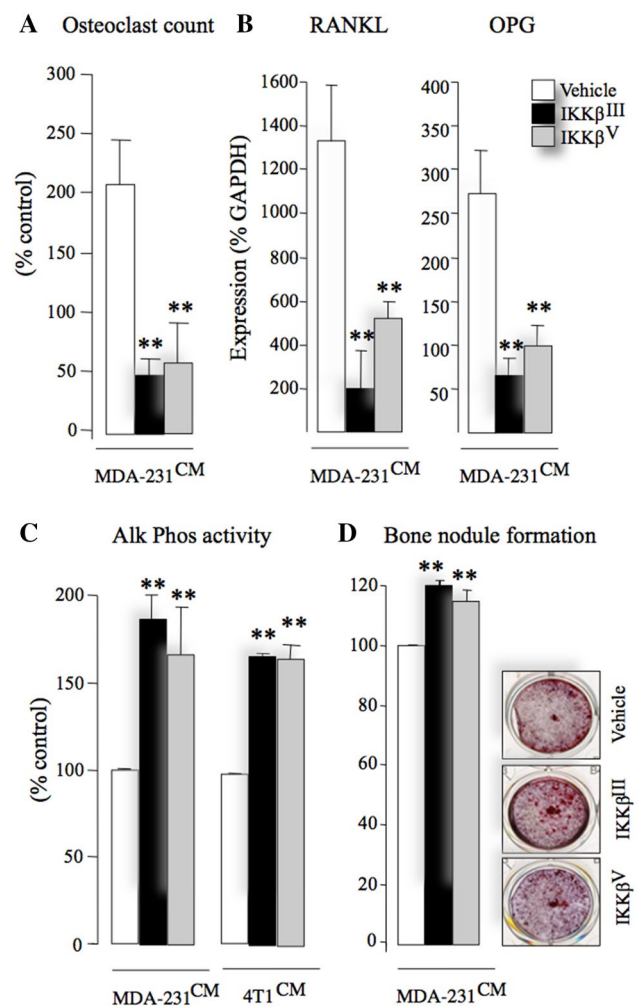 A Osteoclast count
B RANKL OPG
(% control)
300
250
200
150
100
50
0
** **
MDA-231CM
Expression (% GAPDH)
1600
1400
1200
1000
800
600
400
200
** **
MDA-231CM
400
350
300
250
200
150
100
50
** **
MDA-231CM
Vehicle
IKKβIII
IKKβV
C Alk Phos activity
(% control)
200
150
100
50
0
** **
** **
MDA-231CM 4T1CM
D Bone nodule formation
120
100
80
60
40
20
0
** **
MDA-231CM
Vehicle
IKKβIII
IKKβV